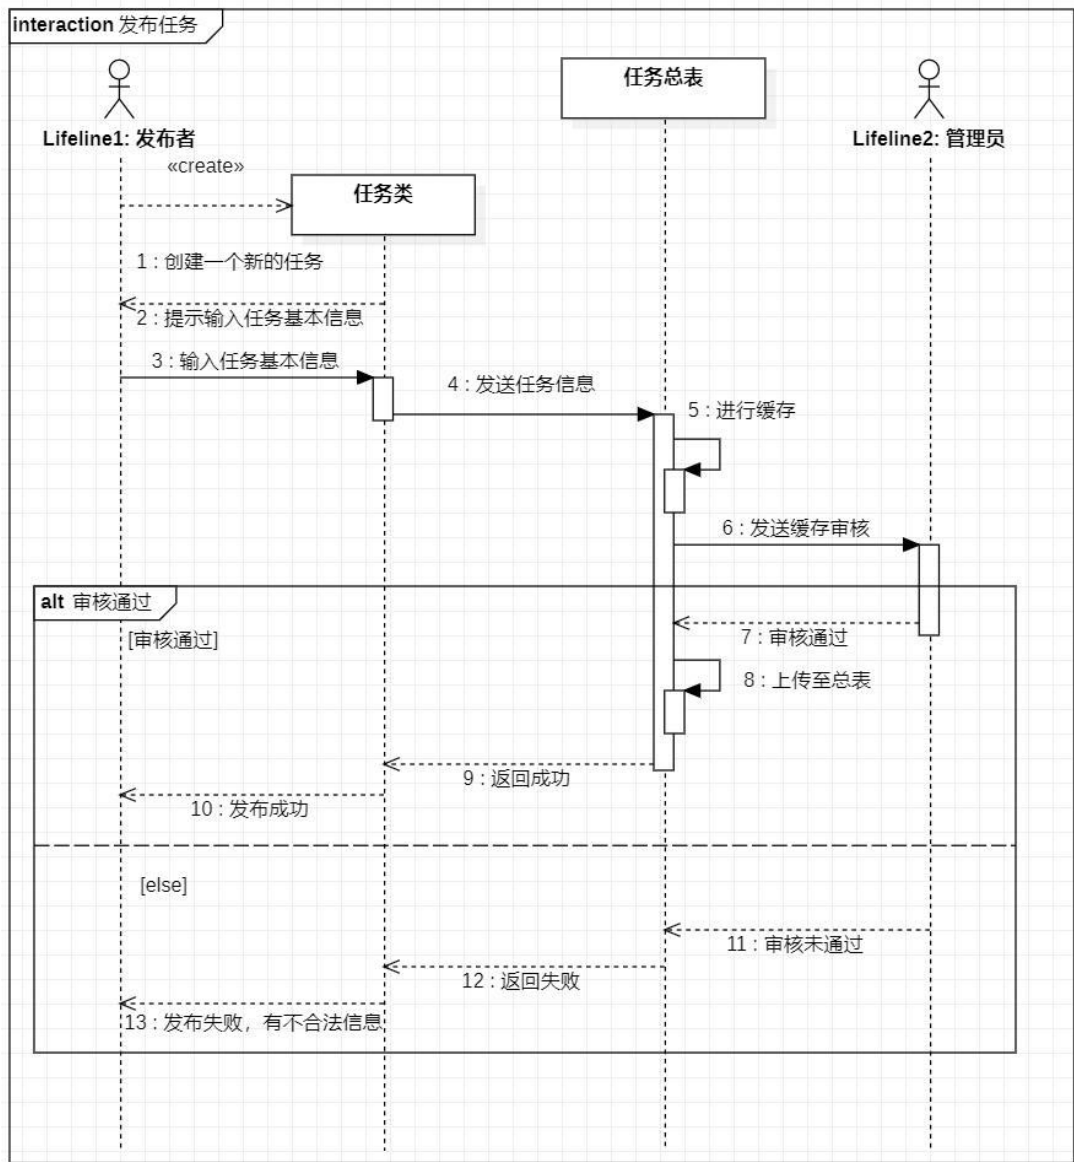 interaction 发布任务
任务总表
Lifeline1: 发布者
Lifeline2: 管理员
«create»
任务类
1 : 创建一个新的任务
2 : 提示输入任务基本信息
3 : 输入任务基本信息
4 : 发送任务信息
5 : 进行缓存
6 : 发送缓存审核
alt 审核通过
[审核通过]
7 : 审核通过
8 : 上传至总表
9 : 返回成功
10 : 发布成功
[else]
11 : 审核未通过
12 : 返回失败
13 : 发布失败，有不合法信息